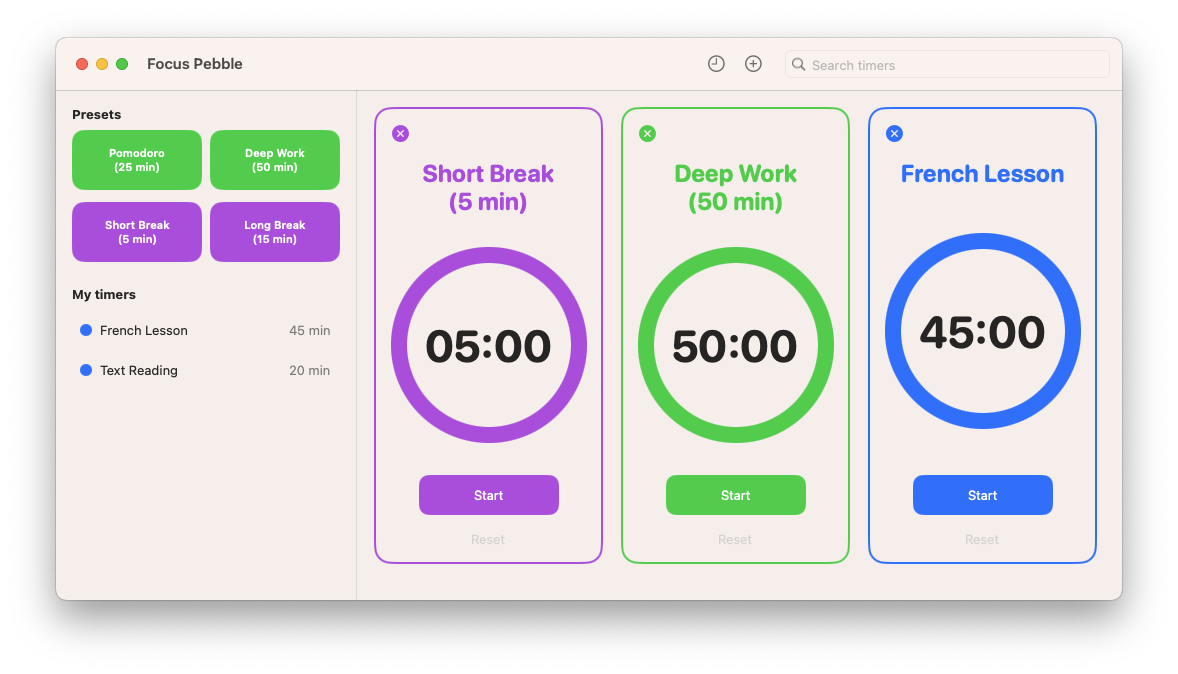 Focus Pebble
Search timers
Presets
Pomodoro
(25 min)
Deep Work
(50 min)
Short Break
(5 min)
Long Break
(15 min)
My timers
French Lesson 45 min
Text Reading 20 min
Short Break
(5 min)
05:00
Start
Reset
Deep Work
(50 min)
50:00
Start
Reset
French Lesson
45:00
Start
Reset